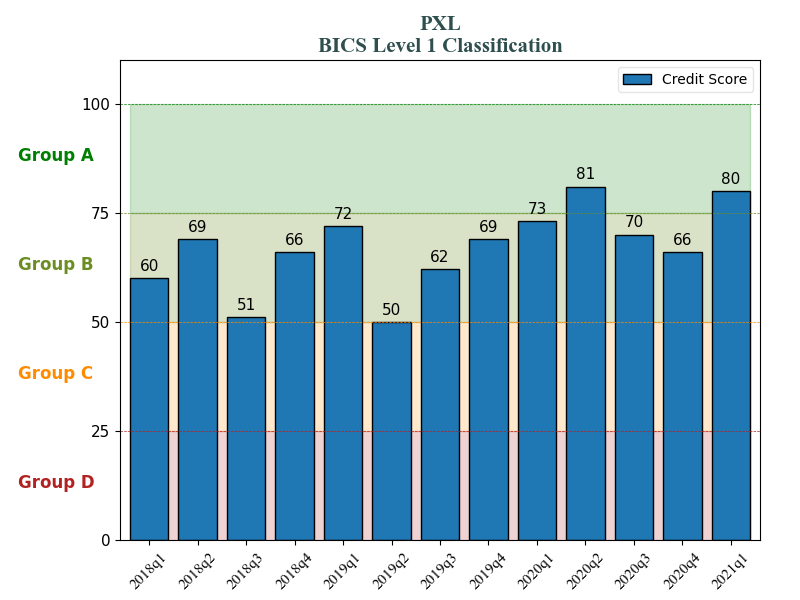 PXL
BICS Level 1 Classification
Credit Score
100
Group A
75
Group B
50
Group C
25
Group D
0
60
69
51
66
72
50
62
69
73
81
70
66
80
2018q1
2018q2
2018q3
2018q4
2019q1
2019q2
2019q3
2019q4
2020q1
2020q2
2020q3
2020q4
2021q1